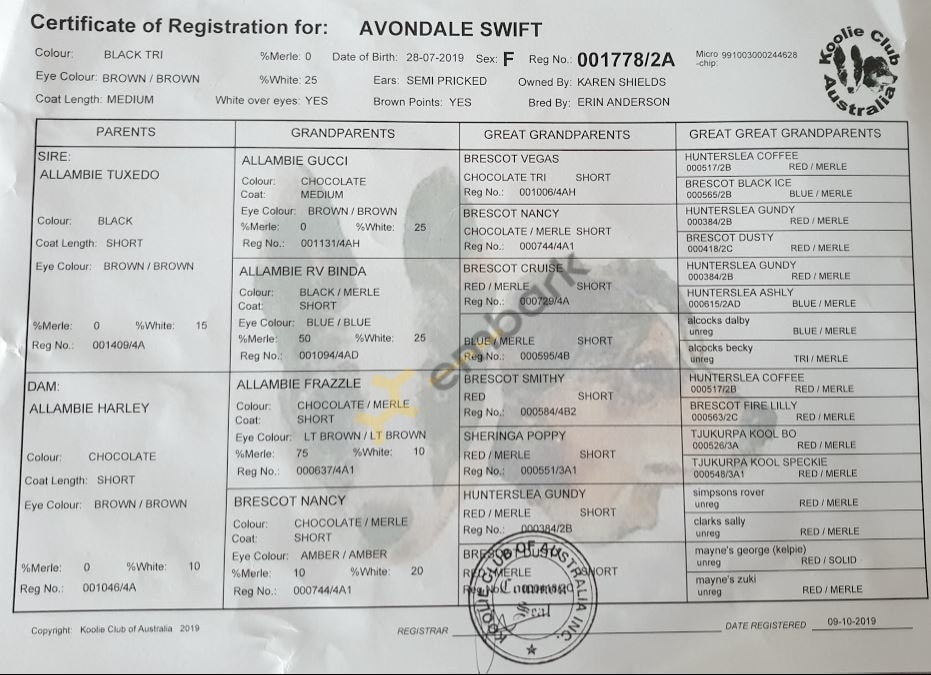 Certificate of Registration for: AVONDALE SWIFT
Colour: BLACK TRI %Merle: 0 Date of Birth: 28-07-2019 Sex: F Reg No.: 001778/2A Micro -chip: 991003000244628
Eye Colour: BROWN / BROWN %White: 25 Ears: SEMI PRICKED Owned By: KAREN SHIELDS
Coat Length: MEDIUM White over eyes: YES Brown Points: YES Bred By: ERIN ANDERSON
Koolie Club Australia
PARENTS GRANDPARENTS GREAT GRANDPARENTS GREAT GREAT GRANDPARENTS
SIRE:
ALLAMBIE TUXEDO
Colour: BLACK
Coat Length: SHORT
Eye Colour: BROWN / BROWN
%Merle: 0 %White: 15
Reg No.: 001409/4A
DAM:
ALLAMBIE HARLEY
Colour: CHOCOLATE
Coat Length: SHORT
Eye Colour: BROWN / BROWN
%Merle: 0 %White: 10
Reg No.: 001046/4A
ALLAMBIE GUCCI
Colour: CHOCOLATE
Coat: MEDIUM
Eye Colour: BROWN / BROWN
%Merle: 0 %White: 25
Reg No.: 001131/4AH
ALLAMBIE RV BINDA
Colour: BLACK / MERLE
Coat: SHORT
Eye Colour: BLUE / BLUE
%Merle: 50 %White: 25
Reg No.: 001094/4AD
ALLAMBIE FRAZZLE
Colour: CHOCOLATE / MERLE
Coat: SHORT
Eye Colour: LT BROWN / LT BROWN
%Merle: 75 %White: 10
Reg No.: 000637/4A1
BRESCOT NANCY
Colour: CHOCOLATE / MERLE
Coat: SHORT
Eye Colour: AMBER / AMBER
%Merle: 10 %White: 20
Reg No.: 000744/4A1
BRESCOT VEGAS
CHOCOLATE TRI SHORT
Reg No.: 001006/4AH
BRESCOT NANCY
CHOCOLATE / MERLE SHORT
Reg No.: 000744/4A1
BRESCOT CRUISE
RED / MERLE SHORT
Reg No.: 000729/4A
BLUE / MERLE SHORT
Reg No.: 000595/4B
BRESCOT SMITHY
RED SHORT
Reg No.: 000584/4B2
SHERINGA POPPY
RED / MERLE SHORT
Reg No.: 000551/3A1
HUNTERSLEA GUNDY
RED / MERLE SHORT
Reg No.: 000384/2B
RED / MERLE SHORT
Reg No.:
HUNTERSLEA COFFEE
000517/2B RED / MERLE
BRESCOT BLACK ICE
000565/2B BLUE / MERLE
HUNTERSLEA GUNDY
000384/2B RED / MERLE
BRESCOT DUSTY
000418/2C RED / MERLE
HUNTERSLEA GUNDY
000384/2B RED / MERLE
HUNTERSLEA ASHLY
000615/2AD BLUE / MERLE
alcocks dalby
unreg BLUE / MERLE
alcocks becky
unreg TRI / MERLE
HUNTERSLEA COFFEE
000517/2B RED / MERLE
BRESCOT FIRE LILLY
000563/2C RED / MERLE
TJUKURPA KOOL BO
000526/3A RED / MERLE
TJUKURPA KOOL SPECKIE
000548/3A1 RED / MERLE
simpsons rover
unreg RED / MERLE
clarks sally
unreg RED / MERLE
mayne's george (kelpie)
unreg RED / SOLID
mayne's zuki
unreg RED / MERLE
embark
KOOLIE CLUB OF AUSTRALIA INC.
Common
Seal
Copyright: Koolie Club of Australia 2019
REGISTRAR
DATE REGISTERED 09-10-2019